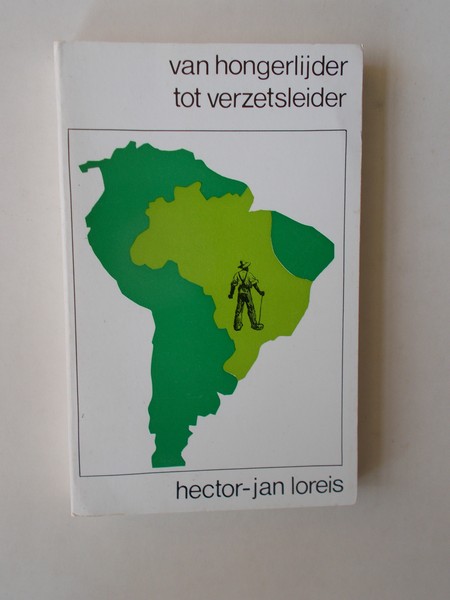 van hongerlijder
tot verzetsleider
hector-jan loreis